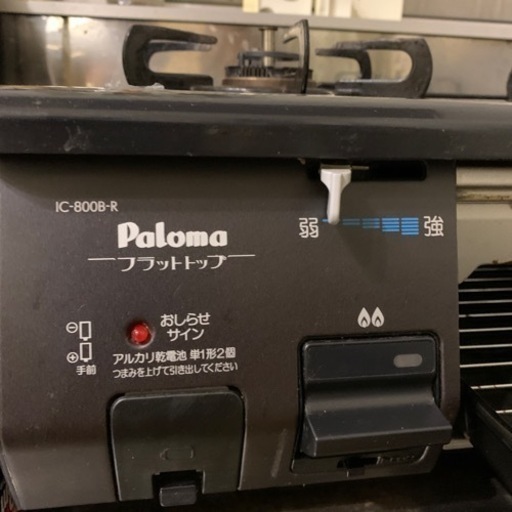 IC-800B-R
Paloma
フラットトップ
弱 強
おしらせ
サイン
⊖
⊕
手前
アルカリ乾電池 単1形2個
つまみを上げて引き出してください